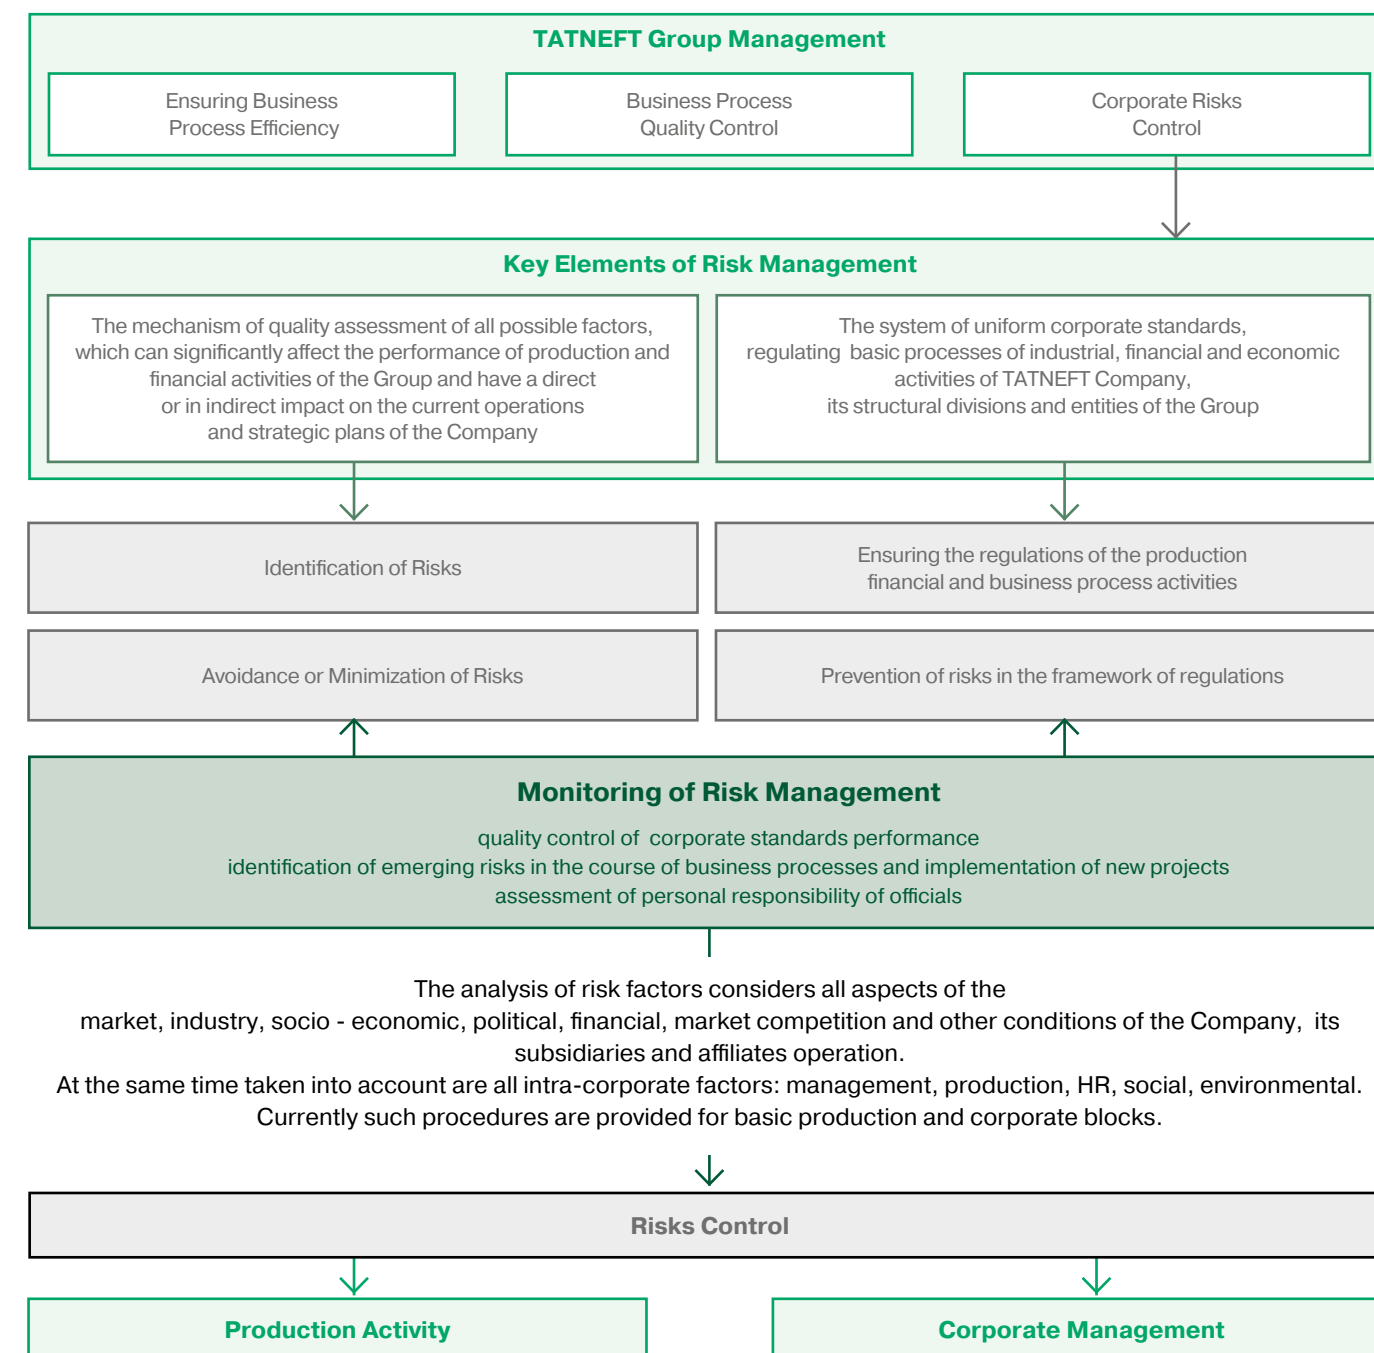 TATNEFT Group Management
Ensuring Business
Process Efficiency
Business Process
Quality Control
Corporate Risks
Control
Key Elements of Risk Management
The mechanism of quality assessment of all possible factors,
which can significantly affect the performance of production and
financial activities of the Group and have a direct
or in indirect impact on the current operations
and strategic plans of the Company
The system of uniform corporate standards,
regulating  basic processes of industrial, financial and economic
activities of TATNEFT Company,
its structural divisions and entities of the Group
Identification of Risks
Ensuring the regulations of the production
financial and business process activities
Avoidance or Minimization of Risks
Prevention of risks in the framework of regulations
Monitoring of Risk Management
quality control of  corporate standards performance
identification of emerging risks in the course of business processes and implementation of new projects
assessment of personal responsibility of officials
The analysis of risk factors considers all aspects of the
market, industry, socio - economic, political, financial, market competition and other conditions of the Company,  its
subsidiaries and affiliates operation.
At the same time taken into account are all intra-corporate factors: management, production, HR, social, environmental.
Currently such procedures are provided for basic production and corporate blocks.
Risks Control
Production Activity
Corporate Management